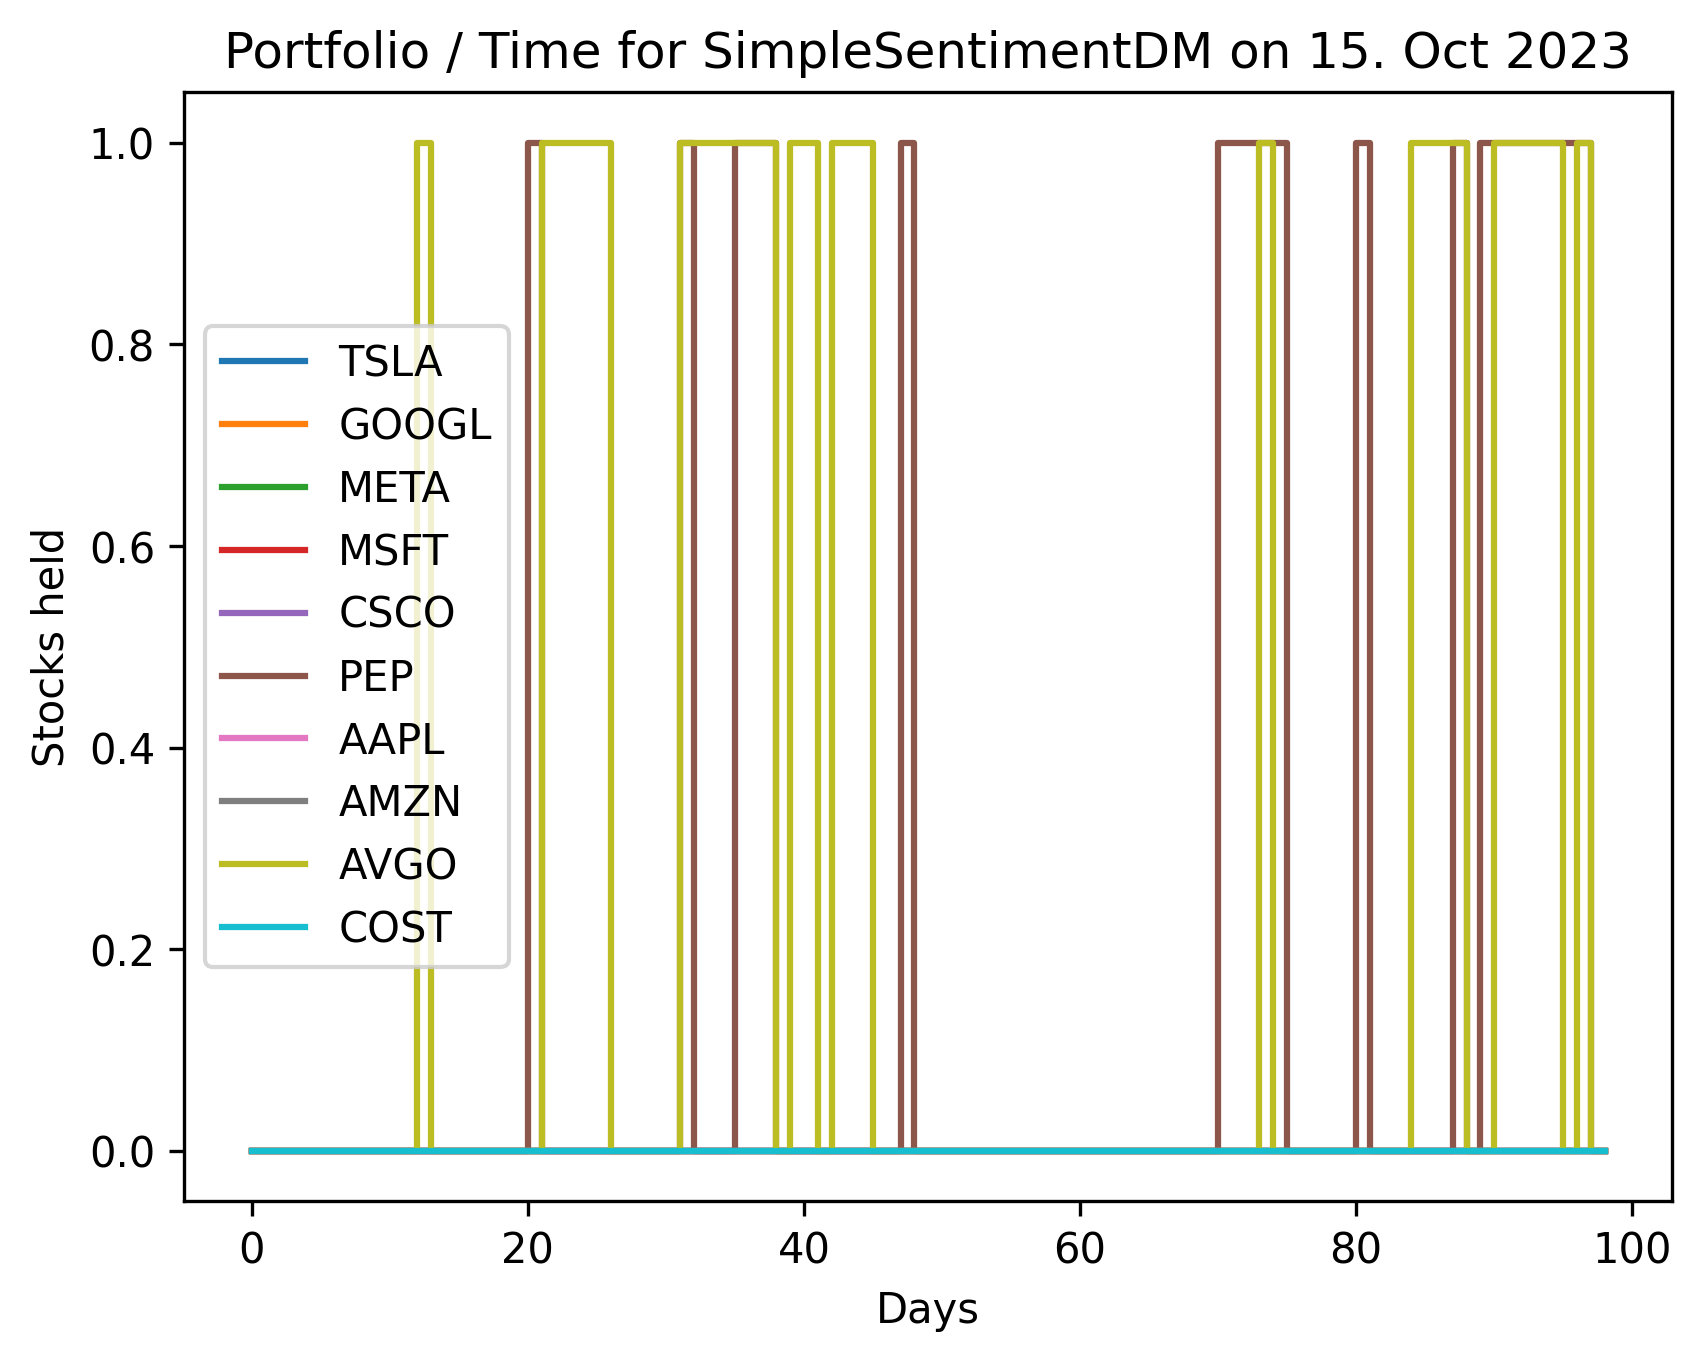 Portfolio / Time for SimpleSentimentDM on 15. Oct 2023
1.0
0.8
0.6
0.4
0.2
0.0
Stocks held
TSLA
GOOGL
META
MSFT
CSCO
PEP
AAPL
AMZN
AVGO
COST
0 20 40 60 80 100
Days